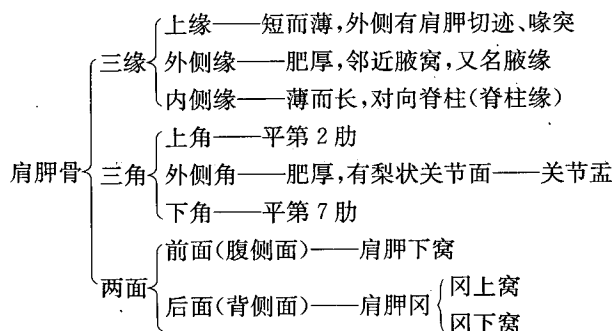 上缘——短而薄,外侧有肩胛切迹、喙突
三缘
外侧缘——肥厚,邻近腋窝,又名腋缘
内侧缘——薄而长,对向脊柱(脊柱缘)
上角——平第2肋
肩胛骨
三角
外侧角——肥厚,有梨状关节面——关节盂
下角——平第7肋
前面(腹侧面)——肩胛下窝
两面
后面(背侧面)——肩胛冈
冈上窝
冈下窝